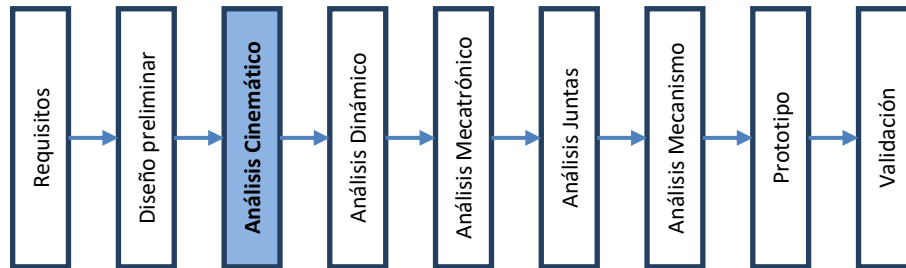 Requisitos
Diseño preliminar
Análisis Cinemático
Análisis Dinámico
Análisis Mecatrónico
Análisis Juntas
Análisis Mecanismo
Prototipo
Validación